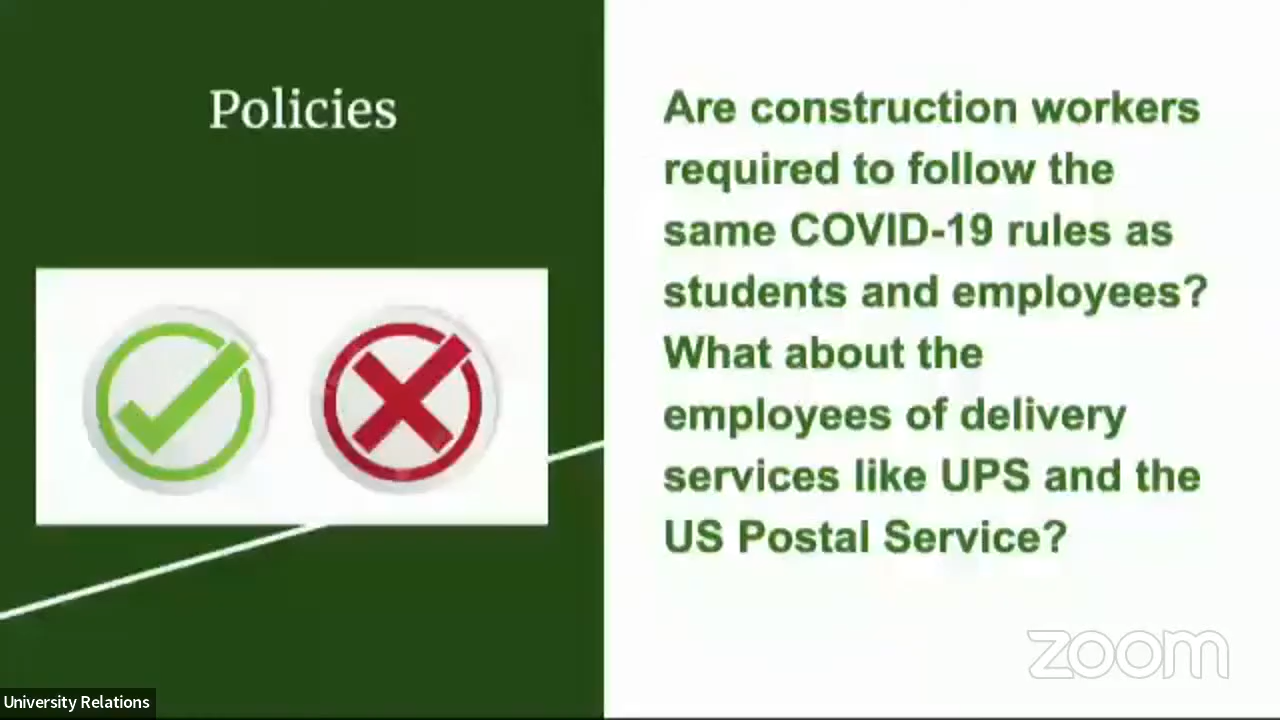 Policies
Are construction workers
required to follow the
same COVID-19 rules as
students and employees?
What about the
employees of delivery
services like UPS and the
US Postal Service?
zoom
University Relations